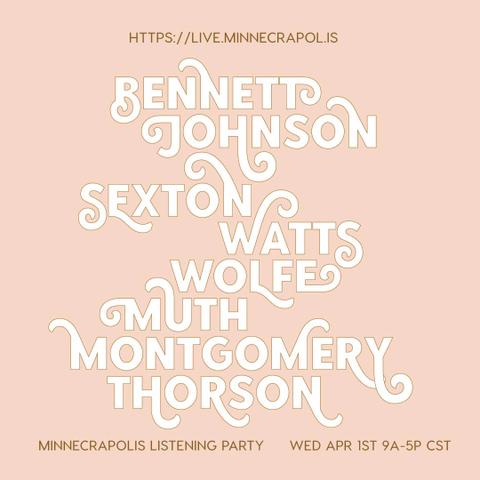 HTTPS://LIVE.MINNECRAPOL.IS
BENNETT
JOHNSON
SEXTON
WATTS
WOLFE
MUTH
MONTGOMERY
THORSON
MINNECRAPOLIS LISTENING PARTY WED APR 1ST 9A-5P CST